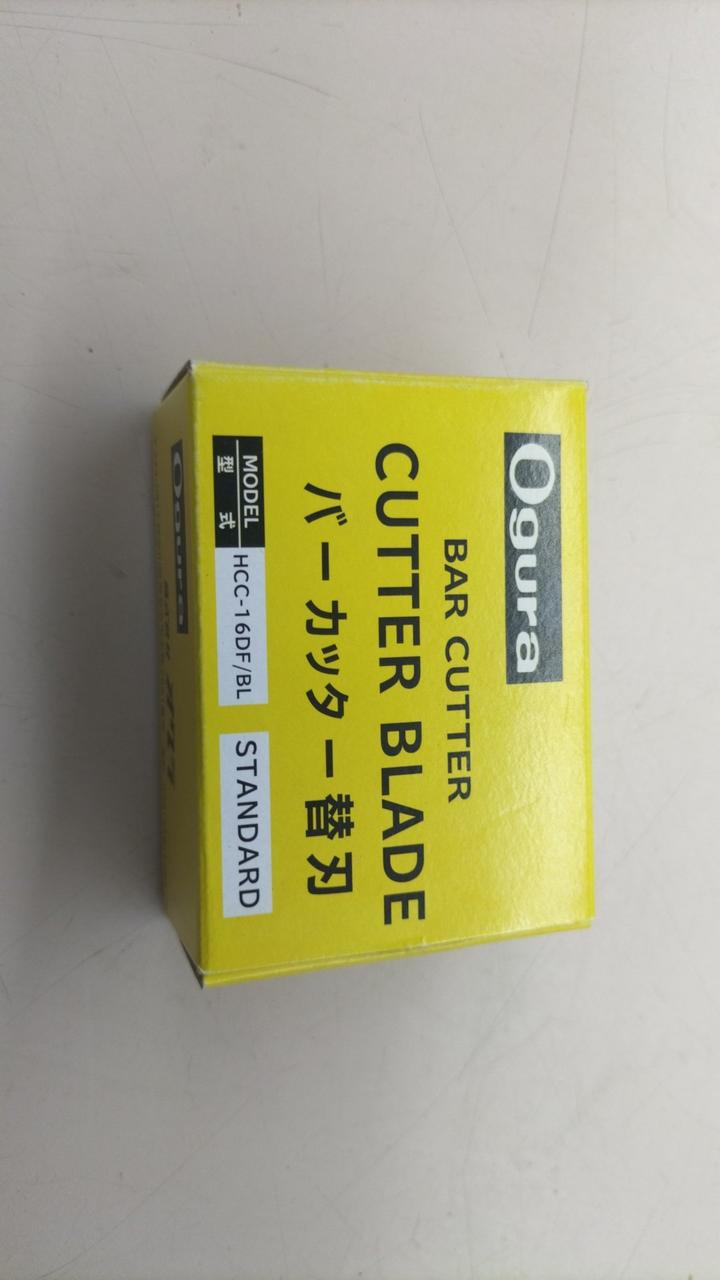 Ogura
BAR CUTTER
CUTTER BLADE
バーカッター替刃
MODEL HCC-16DF/BL STANDARD
型式
Ogura